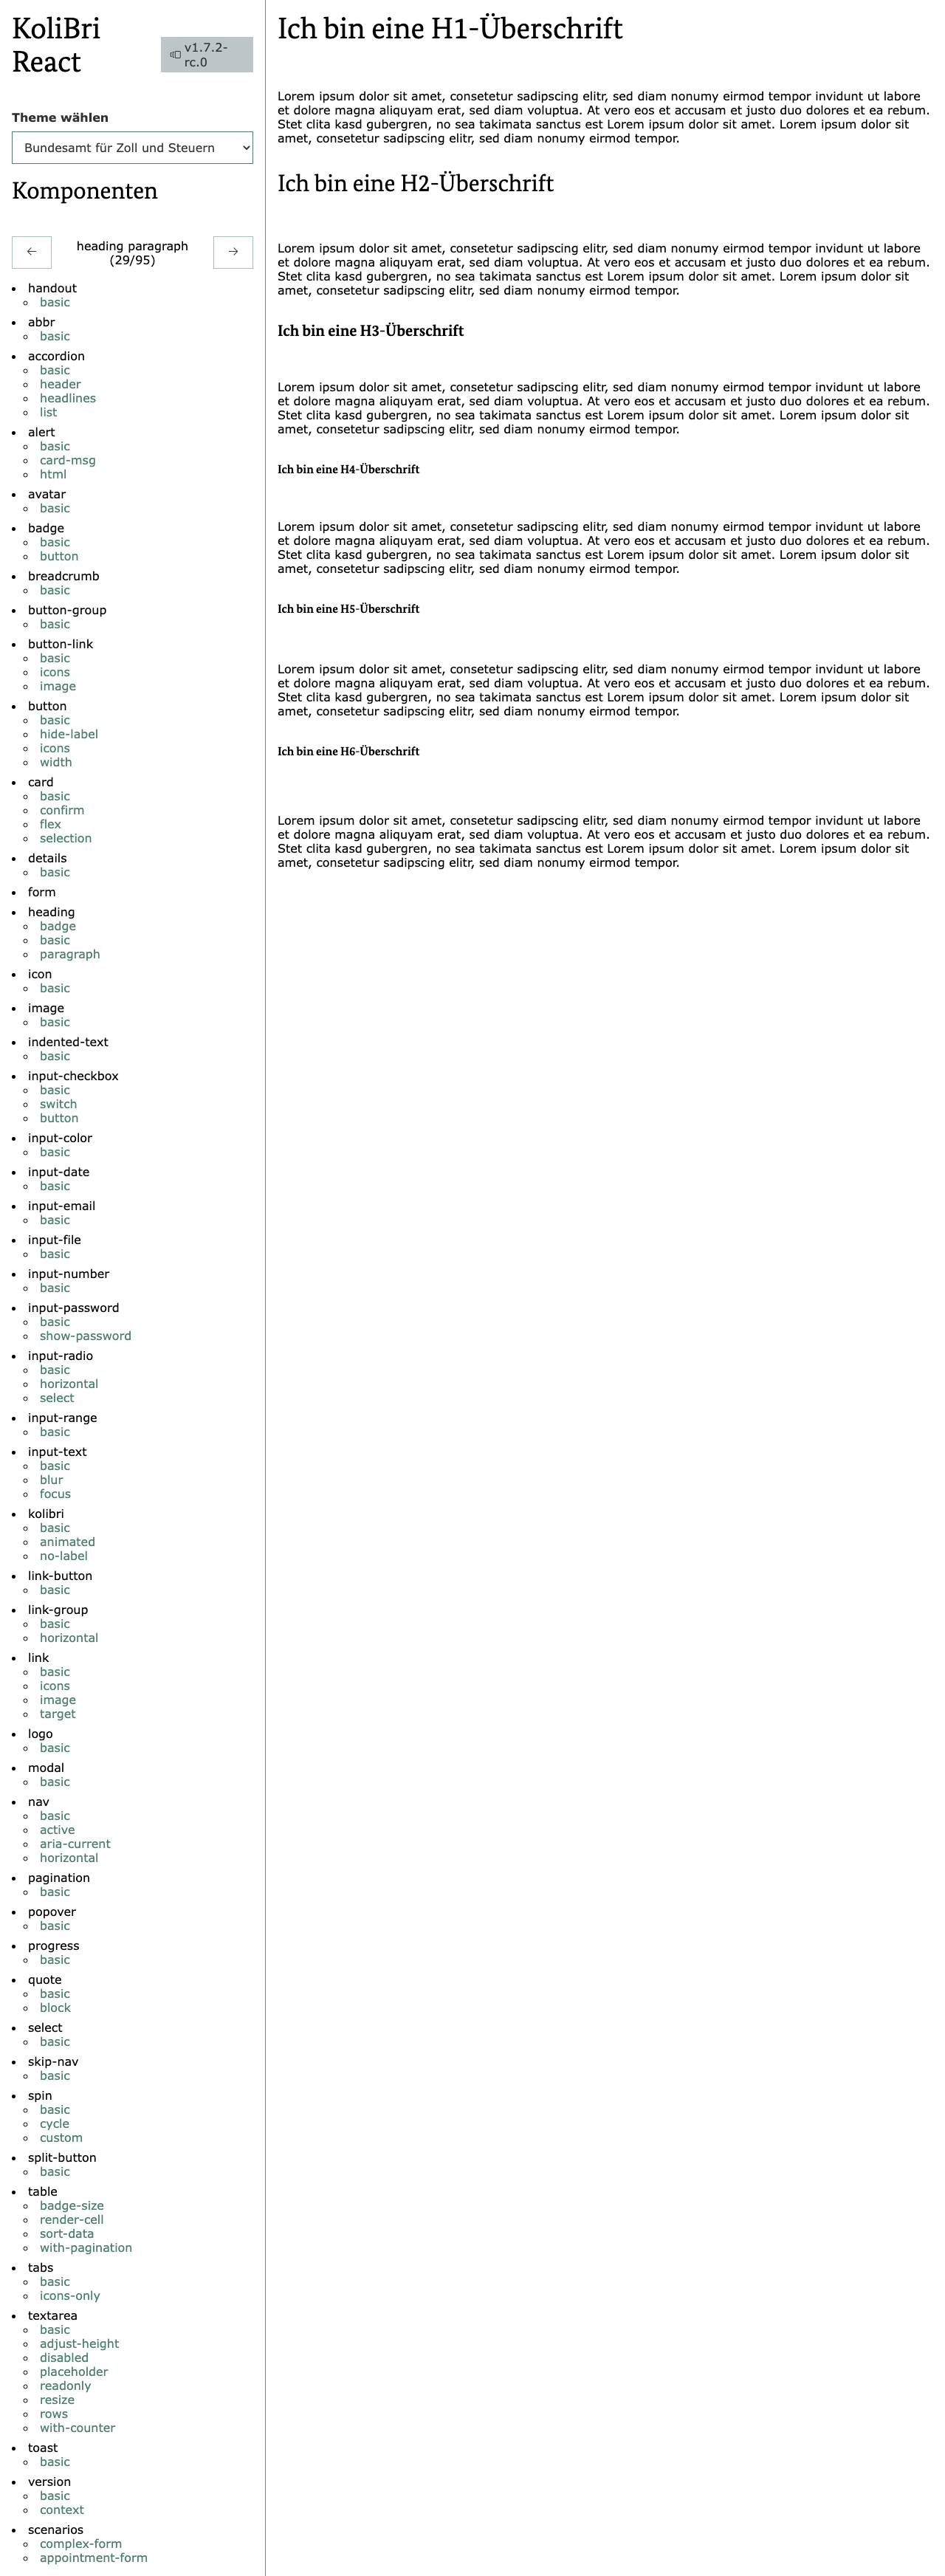 KoliBri
React
v1.7.2-
rc.0
Theme wählen
Bundesamt für Zoll und Steuern
Komponenten
←
heading paragraph
(29/95)
→
handout
basic
abbr
basic
accordion
basic
header
headlines
list
alert
basic
card-msg
html
avatar
basic
badge
basic
button
breadcrumb
basic
button-group
basic
button-link
basic
icons
image
button
basic
hide-label
icons
width
card
basic
confirm
flex
selection
details
basic
form
heading
badge
basic
paragraph
icon
basic
image
basic
indented-text
basic
input-checkbox
basic
switch
button
input-color
basic
input-date
basic
input-email
basic
input-file
basic
input-number
basic
input-password
basic
show-password
input-radio
basic
horizontal
select
input-range
basic
input-text
basic
blur
focus
kolibri
basic
animated
no-label
link-button
basic
link-group
basic
horizontal
link
basic
icons
image
target
logo
basic
modal
basic
nav
basic
active
aria-current
horizontal
pagination
basic
popover
basic
progress
basic
quote
basic
block
select
basic
skip-nav
basic
spin
basic
cycle
custom
split-button
basic
table
badge-size
render-cell
sort-data
with-pagination
tabs
basic
icons-only
textarea
basic
adjust-height
disabled
placeholder
readonly
resize
rows
with-counter
toast
basic
version
basic
context
scenarios
complex-form
appointment-form
Ich bin eine H1-Überschrift
Lorem ipsum dolor sit amet, consetetur sadipscing elitr, sed diam nonumy eirmod tempor invidunt ut labore
et dolore magna aliquyam erat, sed diam voluptua. At vero eos et accusam et justo duo dolores et ea rebum.
Stet clita kasd gubergren, no sea takimata sanctus est Lorem ipsum dolor sit amet. Lorem ipsum dolor sit
amet, consetetur sadipscing elitr, sed diam nonumy eirmod tempor.
Ich bin eine H2-Überschrift
Lorem ipsum dolor sit amet, consetetur sadipscing elitr, sed diam nonumy eirmod tempor invidunt ut labore
et dolore magna aliquyam erat, sed diam voluptua. At vero eos et accusam et justo duo dolores et ea rebum.
Stet clita kasd gubergren, no sea takimata sanctus est Lorem ipsum dolor sit amet. Lorem ipsum dolor sit
amet, consetetur sadipscing elitr, sed diam nonumy eirmod tempor.
Ich bin eine H3-Überschrift
Lorem ipsum dolor sit amet, consetetur sadipscing elitr, sed diam nonumy eirmod tempor invidunt ut labore
et dolore magna aliquyam erat, sed diam voluptua. At vero eos et accusam et justo duo dolores et ea rebum.
Stet clita kasd gubergren, no sea takimata sanctus est Lorem ipsum dolor sit amet. Lorem ipsum dolor sit
amet, consetetur sadipscing elitr, sed diam nonumy eirmod tempor.
Ich bin eine H4-Überschrift
Lorem ipsum dolor sit amet, consetetur sadipscing elitr, sed diam nonumy eirmod tempor invidunt ut labore
et dolore magna aliquyam erat, sed diam voluptua. At vero eos et accusam et justo duo dolores et ea rebum.
Stet clita kasd gubergren, no sea takimata sanctus est Lorem ipsum dolor sit amet. Lorem ipsum dolor sit
amet, consetetur sadipscing elitr, sed diam nonumy eirmod tempor.
Ich bin eine H5-Überschrift
Lorem ipsum dolor sit amet, consetetur sadipscing elitr, sed diam nonumy eirmod tempor invidunt ut labore
et dolore magna aliquyam erat, sed diam voluptua. At vero eos et accusam et justo duo dolores et ea rebum.
Stet clita kasd gubergren, no sea takimata sanctus est Lorem ipsum dolor sit amet. Lorem ipsum dolor sit
amet, consetetur sadipscing elitr, sed diam nonumy eirmod tempor.
Ich bin eine H6-Überschrift
Lorem ipsum dolor sit amet, consetetur sadipscing elitr, sed diam nonumy eirmod tempor invidunt ut labore
et dolore magna aliquyam erat, sed diam voluptua. At vero eos et accusam et justo duo dolores et ea rebum.
Stet clita kasd gubergren, no sea takimata sanctus est Lorem ipsum dolor sit amet. Lorem ipsum dolor sit
amet, consetetur sadipscing elitr, sed diam nonumy eirmod tempor.